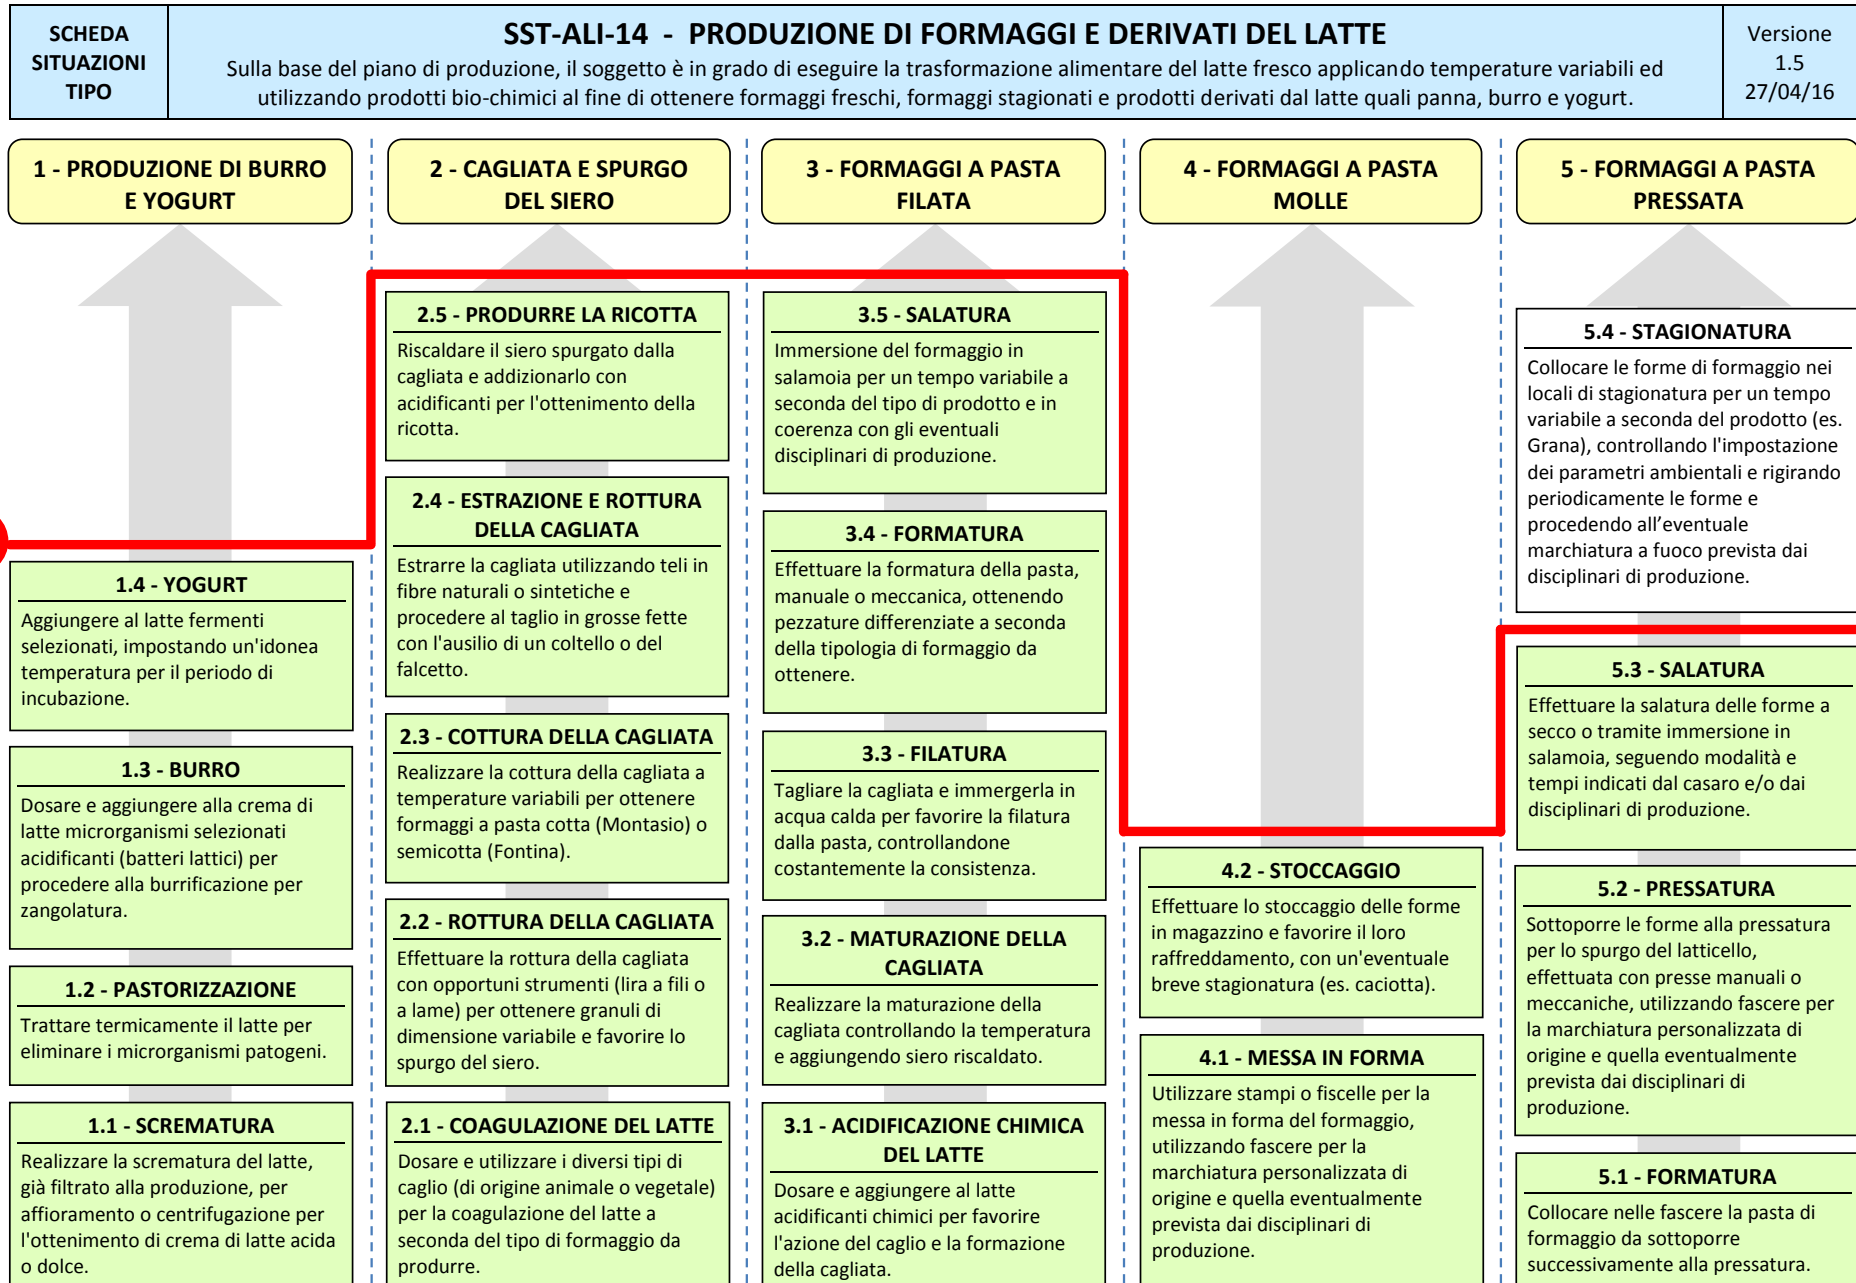 SCHEDA
SITUAZIONI
TIPO
SST-ALI-14 - PRODUZIONE DI FORMAGGI E DERIVATI DEL LATTE
Sulla base del piano di produzione, il soggetto è in grado di eseguire la trasformazione alimentare del latte fresco applicando temperature variabili ed
utilizzando prodotti bio-chimici al fine di ottenere formaggi freschi, formaggi stagionati e prodotti derivati dal latte quali panna, burro e yogurt.
Versione
1.5
27/04/16
1 - PRODUZIONE DI BURRO
E YOGURT
1.4 - YOGURT
Aggiungere al latte fermenti
selezionati, impostando un'idonea
temperatura per il periodo di
incubazione.
1.3 - BURRO
Dosare e aggiungere alla crema di
latte microrganismi selezionati
acidificanti (batteri lattici) per
procedere alla burrificazione per
zangolatura.
1.2 - PASTORIZZAZIONE
Trattare termicamente il latte per
eliminare i microrganismi patogeni.
1.1 - SCREMATURA
Realizzare la scrematura del latte,
già filtrato alla produzione, per
affioramento o centrifugazione per
l'ottenimento di crema di latte acida
o dolce.
2 - CAGLIATA E SPURGO
DEL SIERO
2.5 - PRODURRE LA RICOTTA
Riscaldare il siero spurgato dalla
cagliata e addizionarlo con
acidificanti per l'ottenimento della
ricotta.
2.4 - ESTRAZIONE E ROTTURA
DELLA CAGLIATA
Estrarre la cagliata utilizzando teli in
fibre naturali o sintetiche e
procedere al taglio in grosse fette
con l'ausilio di un coltello o del
falcetto.
2.3 - COTTURA DELLA CAGLIATA
Realizzare la cottura della cagliata a
temperature variabili per ottenere
formaggi a pasta cotta (Montasio) o
semicotta (Fontina).
2.2 - ROTTURA DELLA CAGLIATA
Effettuare la rottura della cagliata
con opportuni strumenti (lira a fili o
a lame) per ottenere granuli di
dimensione variabile e favorire lo
spurgo del siero.
2.1 - COAGULAZIONE DEL LATTE
Dosare e utilizzare i diversi tipi di
caglio (di origine animale o vegetale)
per la coagulazione del latte a
seconda del tipo di formaggio da
produrre.
3 - FORMAGGI A PASTA
FILATA
3.5 - SALATURA
Immersione del formaggio in
salamoia per un tempo variabile a
seconda del tipo di prodotto e in
coerenza con gli eventuali
disciplinari di produzione.
3.4 - FORMATURA
Effettuare la formatura della pasta,
manuale o meccanica, ottenendo
pezzature differenziate a seconda
della tipologia di formaggio da
ottenere.
3.3 - FILATURA
Tagliare la cagliata e immergerla in
acqua calda per favorire la filatura
dalla pasta, controllandone
costantemente la consistenza.
3.2 - MATURAZIONE DELLA
CAGLIATA
Realizzare la maturazione della
cagliata controllando la temperatura
e aggiungendo siero riscaldato.
3.1 - ACIDIFICAZIONE CHIMICA
DEL LATTE
Dosare e aggiungere al latte
acidificanti chimici per favorire
l'azione del caglio e la formazione
della cagliata.
4 - FORMAGGI A PASTA
MOLLE
4.2 - STOCCAGGIO
Effettuare lo stoccaggio delle forme
in magazzino e favorire il loro
raffreddamento, con un'eventuale
breve stagionatura (es. caciotta).
4.1 - MESSA IN FORMA
Utilizzare stampi o fiscelle per la
messa in forma del formaggio,
utilizzando fascere per la
marchiatura personalizzata di
origine e quella eventualmente
prevista dai disciplinari di
produzione.
5 - FORMAGGI A PASTA
PRESSATA
5.4 - STAGIONATURA
Collocare le forme di formaggio nei
locali di stagionatura per un tempo
variabile a seconda del prodotto (es.
Grana), controllando l'impostazione
dei parametri ambientali e rigirando
periodicamente le forme e
procedendo all’eventuale
marchiatura a fuoco prevista dai
disciplinari di produzione.
5.3 - SALATURA
Effettuare la salatura delle forme a
secco o tramite immersione in
salamoia, seguendo modalità e
tempi indicati dal casaro e/o dai
disciplinari di produzione.
5.2 - PRESSATURA
Sottoporre le forme alla pressatura
per lo spurgo del latticello,
effettuata con presse manuali o
meccaniche, utilizzando fascere per
la marchiatura personalizzata di
origine e quella eventualmente
prevista dai disciplinari di
produzione.
5.1 - FORMATURA
Collocare nelle fascere la pasta di
formaggio da sottoporre
successivamente alla pressatura.